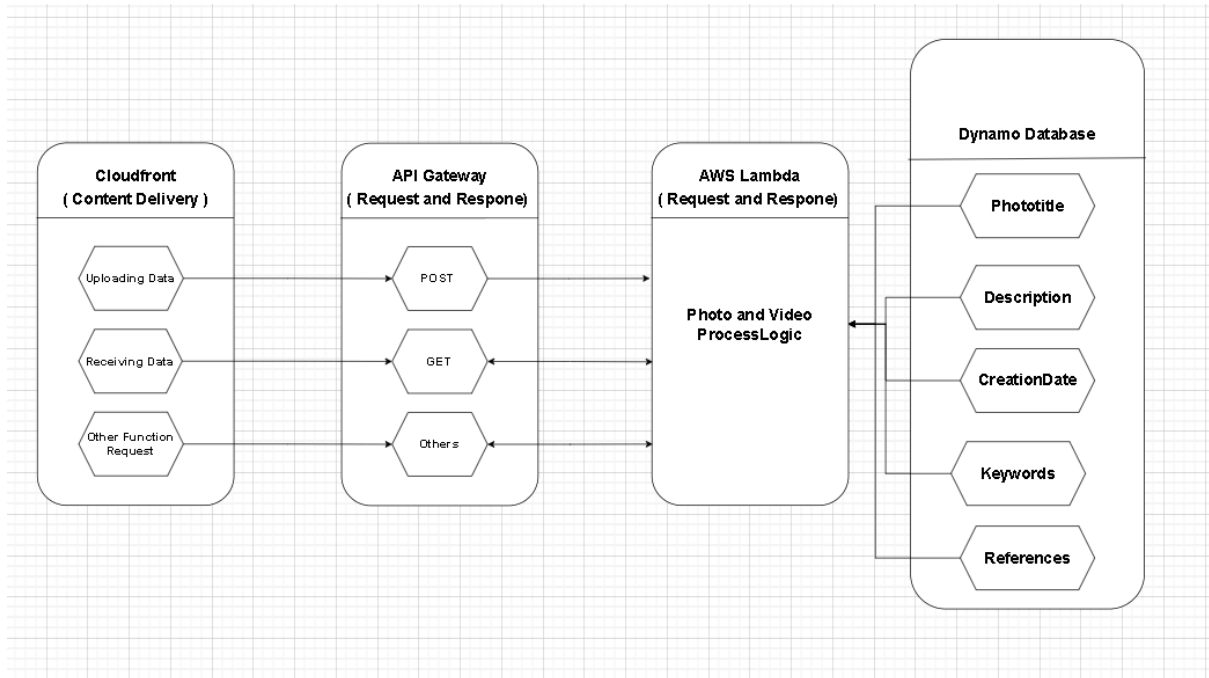 Cloudfront
( Content Delivery )
Uploading Data
Receiving Data
Other Function
Request
API Gateway
( Request and Respone)
POST
GET
Others
AWS Lambda
( Request and Respone)
Photo and Video
ProcessLogic
Dynamo Database
Phototitle
Description
CreationDate
Keywords
References